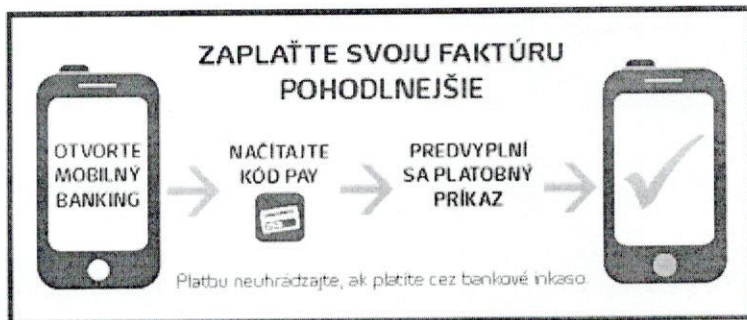 ZAPLAŤTE SVOJU FAKTÚRU
POHODLNEJŠIE
OTVORTE
MOBILNÝ
BANKING
NAČÍTAJTE
KÓD PAY
PREDVYPLNÍ
SA PLATOBNÝ
PRÍKAZ
Platbu neuhrádzajte, ak platíte cez bankové inkaso.